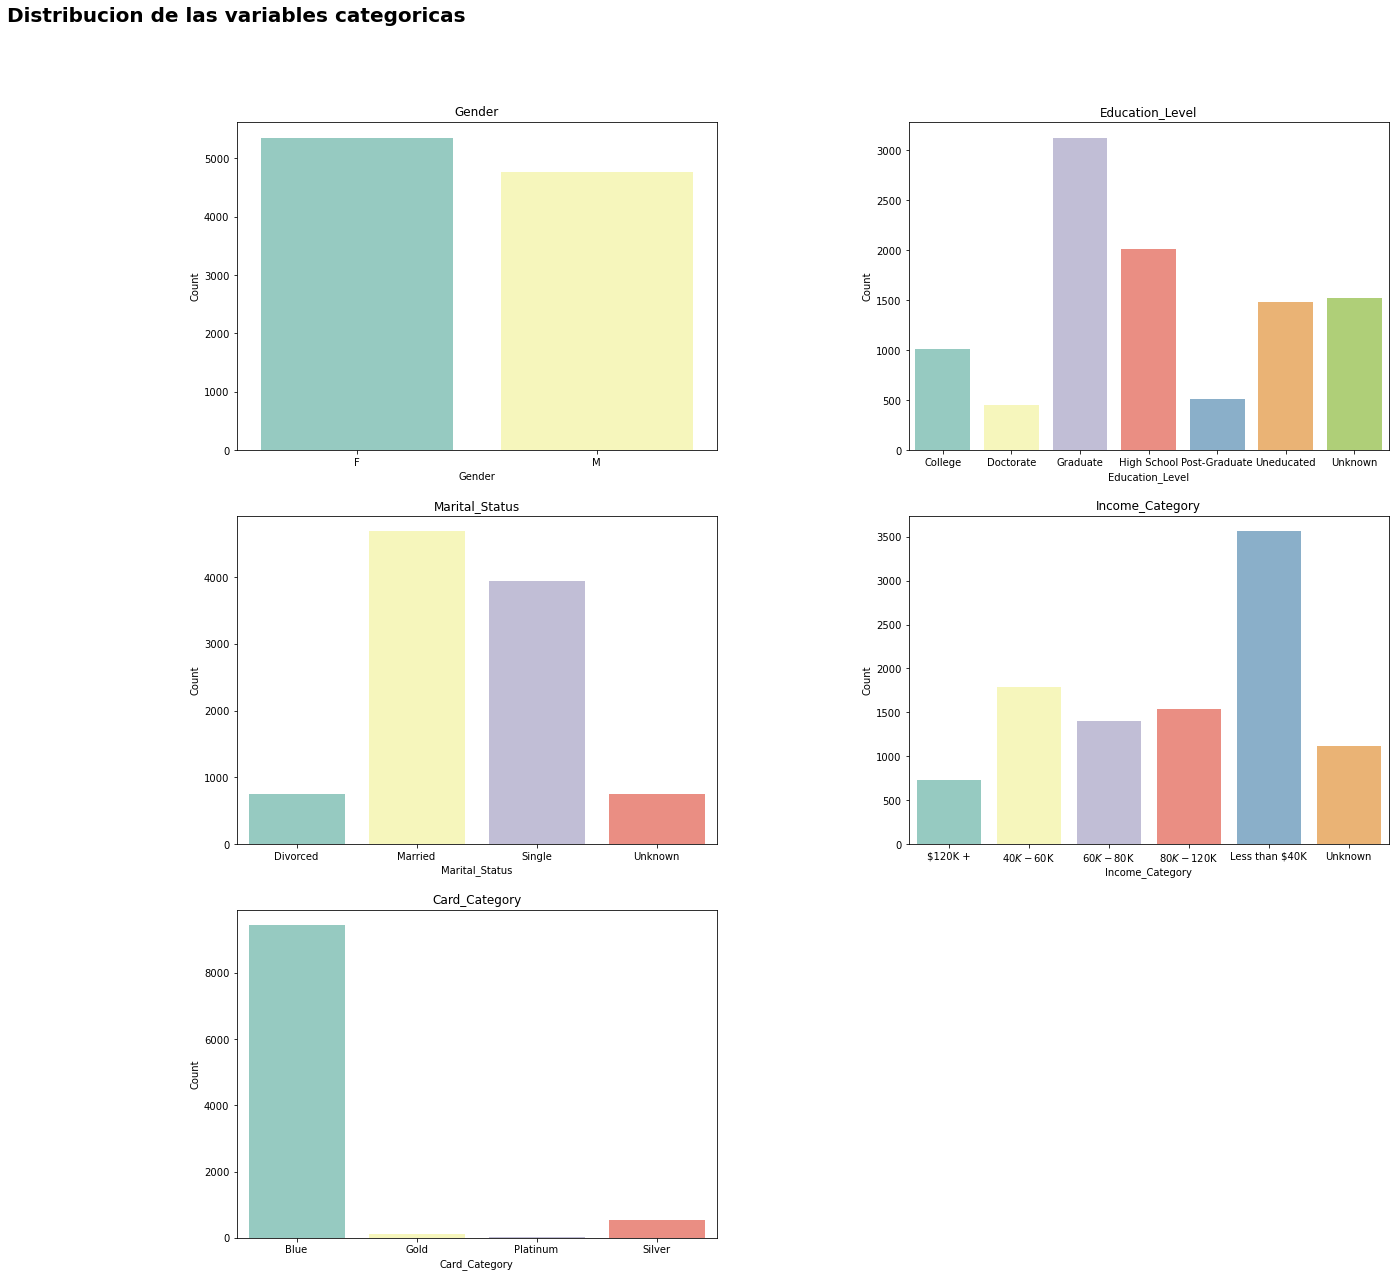 Distribucion de las variables categoricas
Gender
Count
5000
4000
3000
2000
1000
0
F M
Gender
Education_Level
Count
3000
2500
2000
1500
1000
500
0
College Doctorate Graduate High School Post-Graduate Uneducated Unknown
Education_Level
Marital_Status
Count
4000
3000
2000
1000
0
Divorced Married Single Unknown
Marital_Status
Income_Category
Count
3500
3000
2500
2000
1500
1000
500
0
$120K + 40K − 60K 60K − 80K 80K − 120K Less than $40K Unknown
Income_Category
Card_Category
Count
8000
6000
4000
2000
0
Blue Gold Platinum Silver
Card_Category